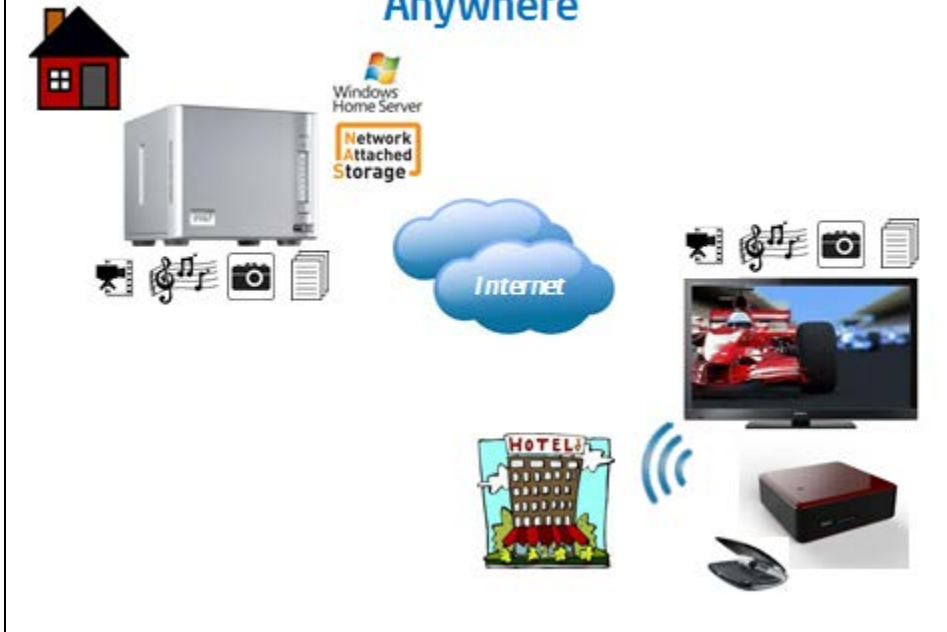 Anywhere
Windows
Home Server
Network
Attached
Storage
Internet
HOTEL